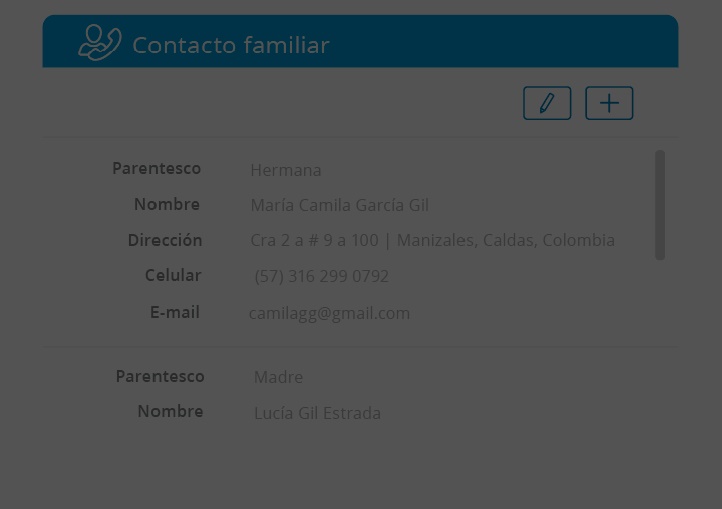 Contacto familiar
Parentesco Hermana
Nombre María Camila García Gil
Dirección Cra 2 a # 9 a 100 | Manizales, Caldas, Colombia
Celular (57) 316 299 0792
E-mail camilagg@gmail.com
Parentesco Madre
Nombre Lucía Gil Estrada